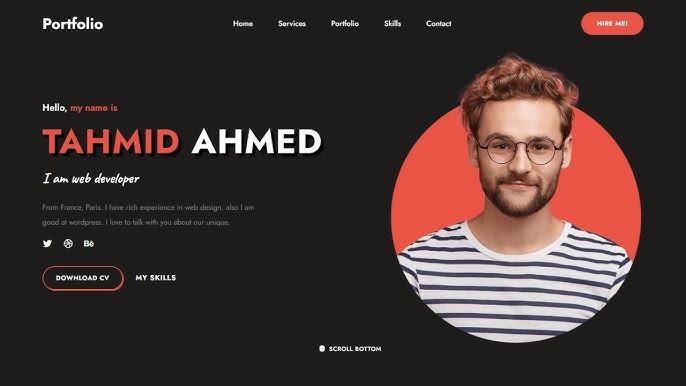 Portfolio
Home Services Portfolio Skills Contact
HIRE ME!
Hello, my name is
TAHMID AHMED
I am web developer
From France, Paris. I have rich experience in web design, also I am
good at wordpress. I love to talk with you about our unique.
Bē
DOWNLOAD CV
MY SKILLS
SCROLL BOTTOM